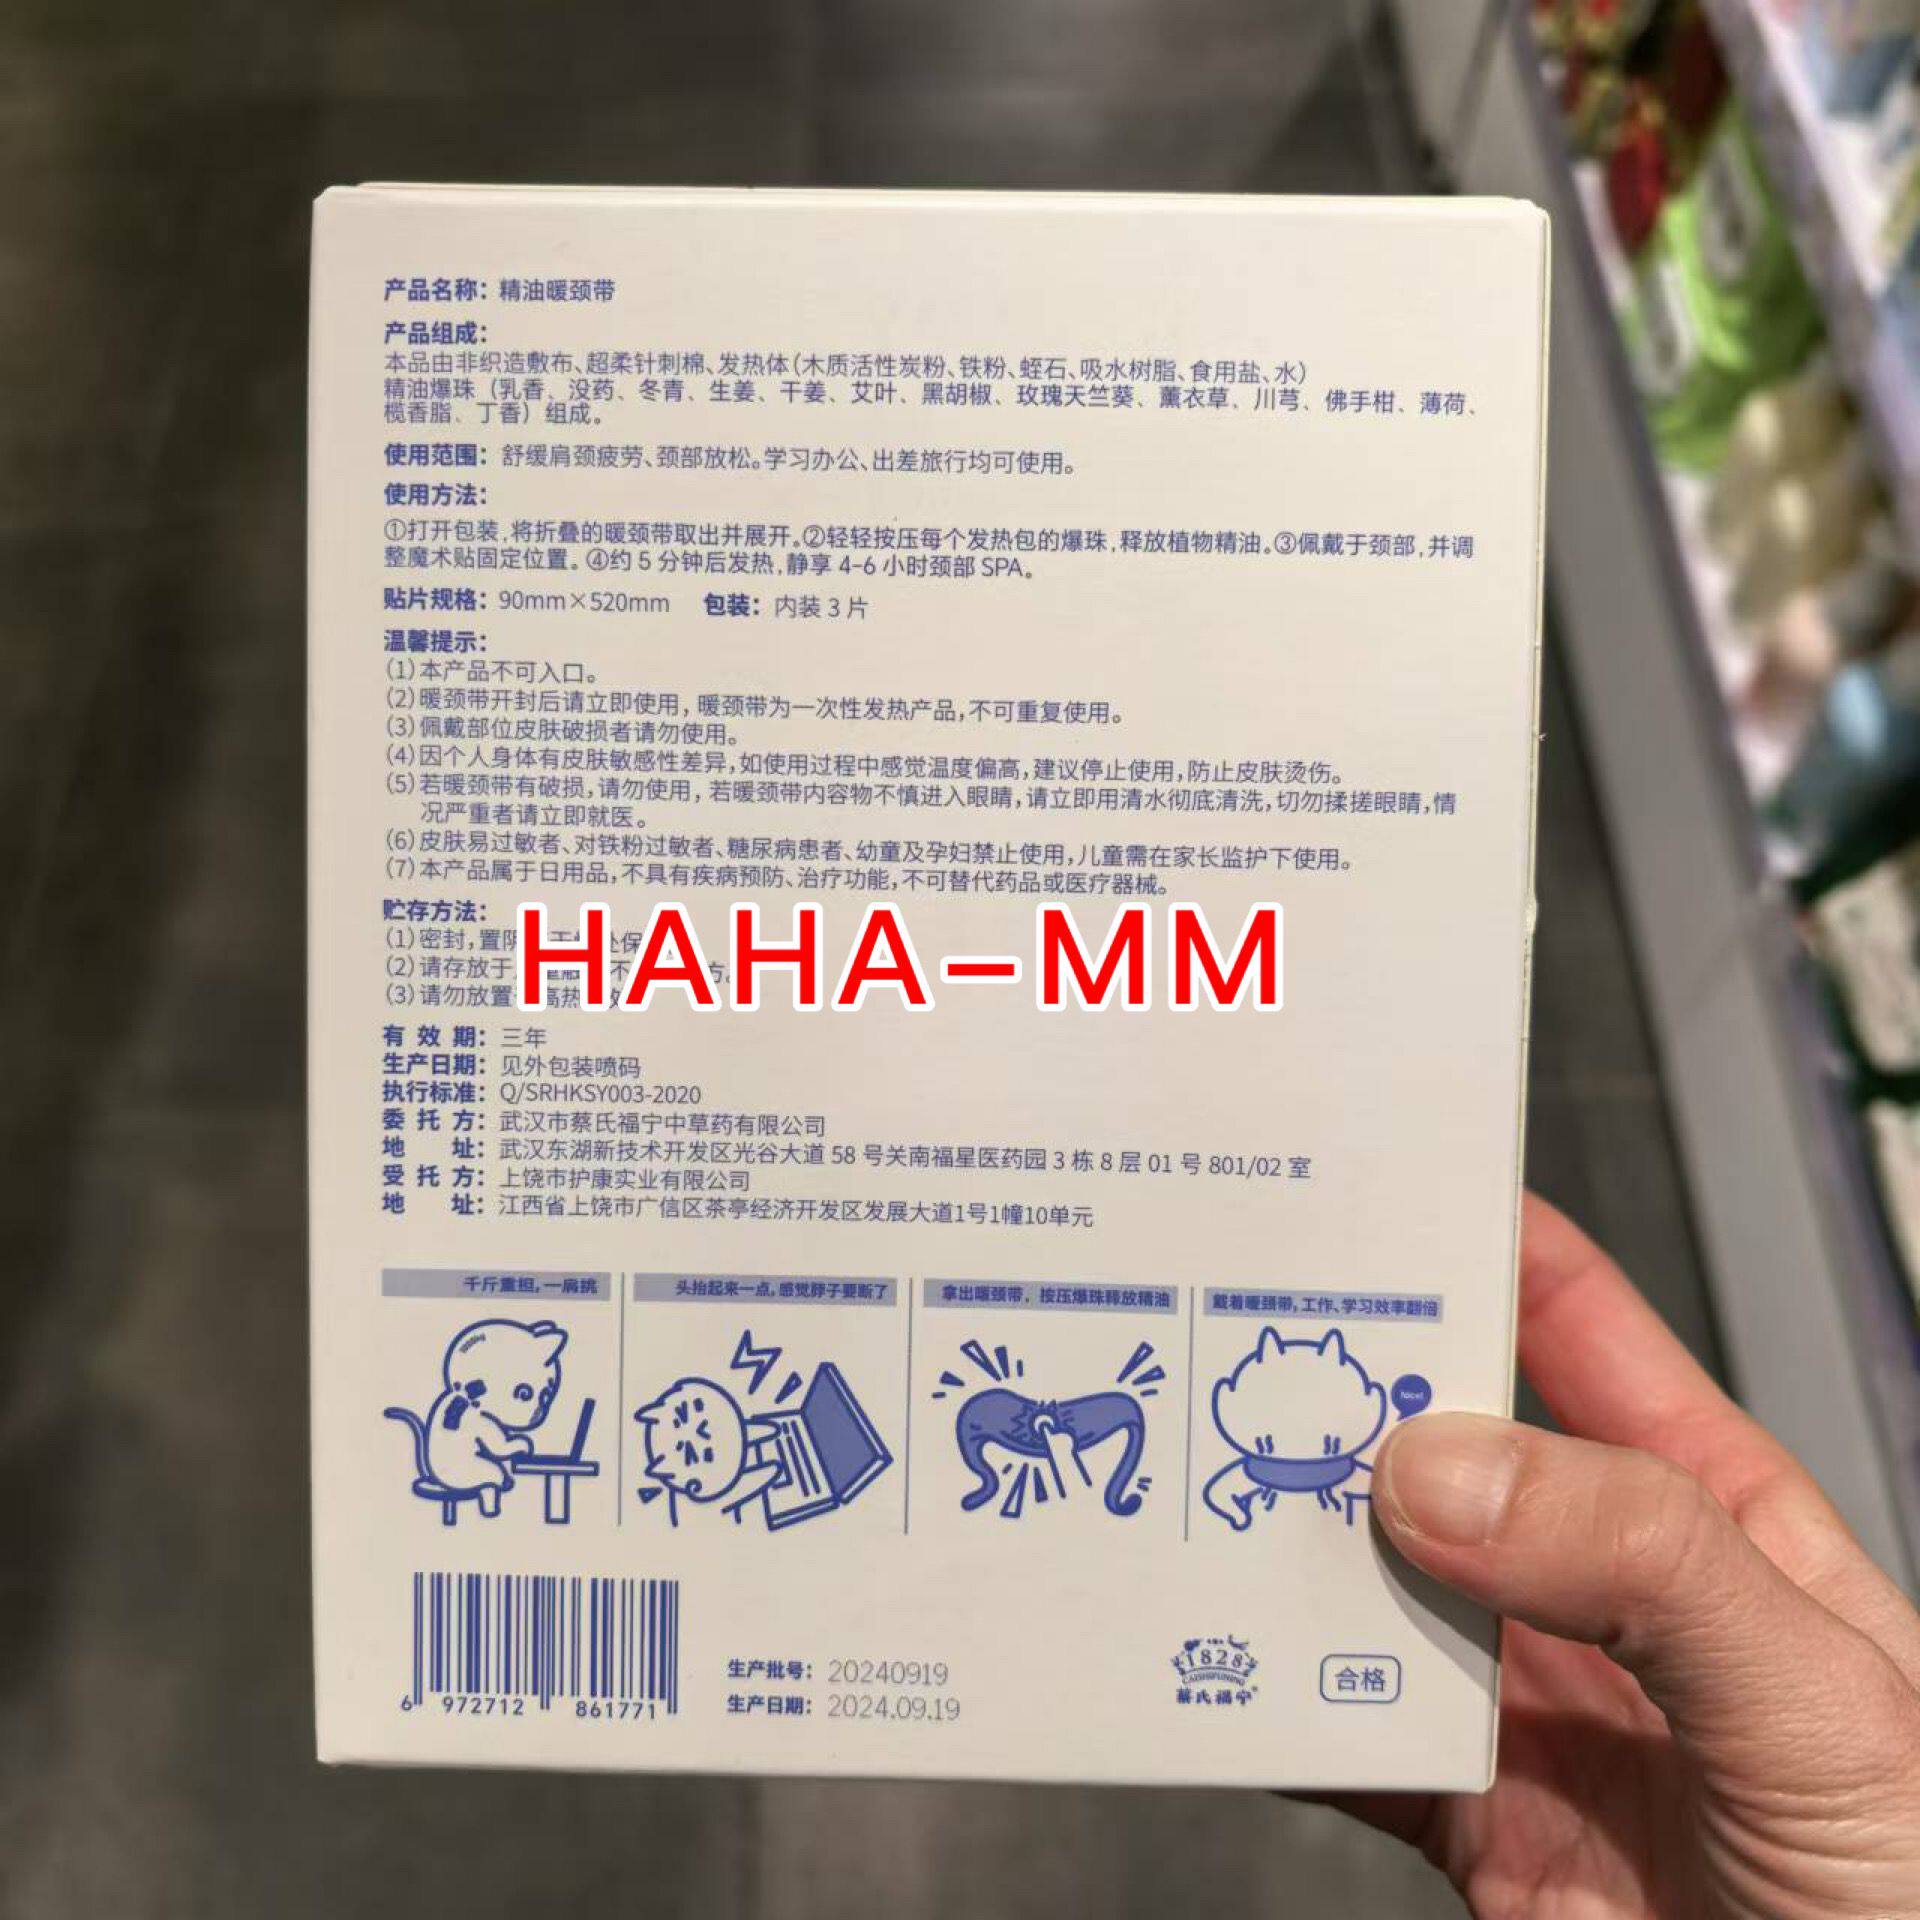 产品名称：精油暖颈带
产品组成：
本品由非织造敷布、超柔针刺棉、发热体（木质活性炭粉、铁粉、蛭石、吸水树脂、食用盐、水）
精油爆珠（乳香、没药、冬青、生姜、干姜、艾叶、黑胡椒、玫瑰天竺葵、薰衣草、川芎、佛手柑、薄荷、
榄香脂、丁香）组成。
使用范围：舒缓肩颈疲劳、颈部放松。学习办公、出差旅行均可使用。
使用方法：
①打开包装，将折叠的暖颈带取出并展开。②轻轻按压每个发热包的爆珠，释放植物精油。③佩戴于颈部，并调
整魔术贴固定位置。④约 5 分钟后发热，静享 4-6 小时颈部 SPA。
贴片规格：90mm×520mm 包装：内装 3 片
温馨提示：
（1）本产品不可入口。
（2）暖颈带开封后请立即使用，暖颈带为一次性发热产品，不可重复使用。
（3）佩戴部位皮肤破损者请勿使用。
（4）因个人身体有皮肤敏感性差异，如使用过程中感觉温度偏高，建议停止使用，防止皮肤烫伤。
（5）若暖颈带有破损，请勿使用，若暖颈带内容物不慎进入眼睛，请立即用清水彻底清洗，切勿揉搓眼睛，情
况严重者请立即就医。
（6）皮肤易过敏者、对铁粉过敏者、糖尿病患者、幼童及孕妇禁止使用，儿童需在家长监护下使用。
（7）本产品属于日用品，不具有疾病预防、治疗功能，不可替代药品或医疗器械。
贮存方法：
HAHA-MM
（1）密封，置阴
（2）请存放于
（3）请勿放置 高热
有效期：三年
生产日期：见外包装喷码
执行标准：Q/SRHKSY003-2020
委托方：武汉市蔡氏福宁中草药有限公司
地址：武汉东湖新技术开发区光谷大道 58 号关南福星医药园 3 栋 8 层 01 号 801/02 室
受托方：上饶市护康实业有限公司
地址：江西省上饶市广信区茶亭经济开发区发展大道1号1幢10单元
千斤重担，一肩挑
头抬起来一点，感觉脖子要断了
拿出暖颈带，按压爆珠释放精油
戴着暖颈带，工作、学习效率翻倍
Nice!
6 972712 861771
生产批号：20240919
生产日期：2024.09.19
1828
CAISHIFUNING
蔡氏福宁
合格